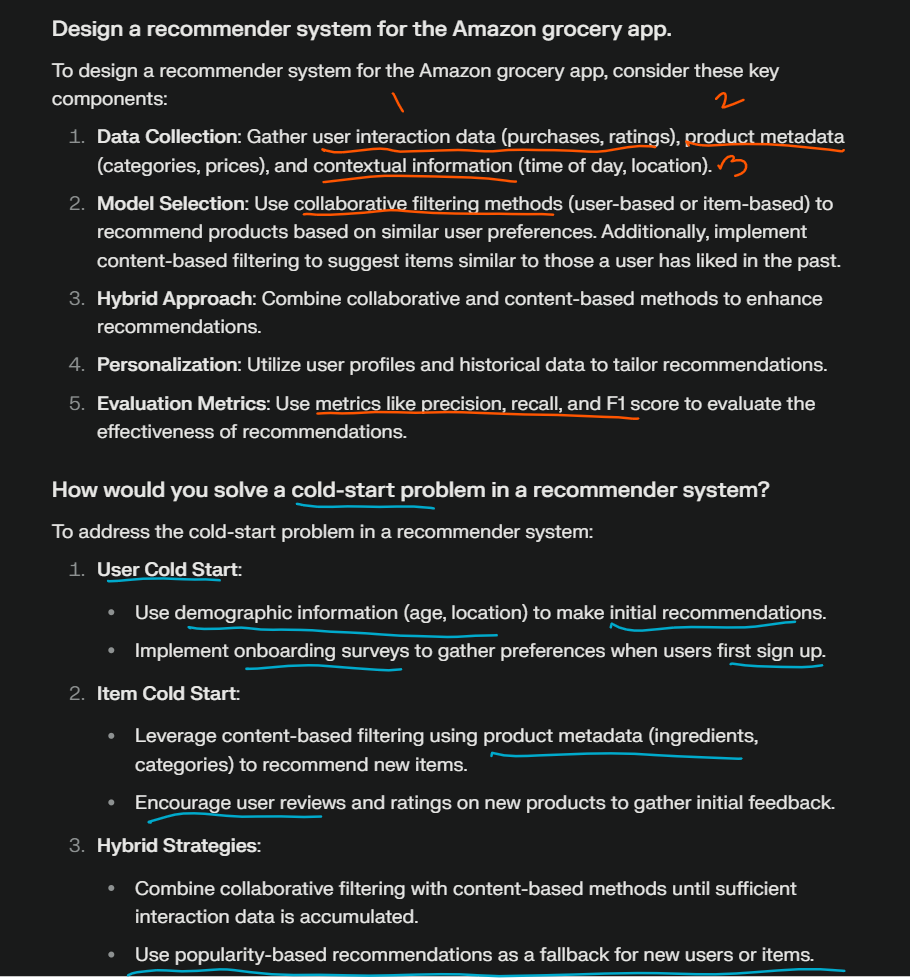 Design a recommender system for the Amazon grocery app.
To design a recommender system for the Amazon grocery app, consider these key
components:
1 2
1. Data Collection: Gather user interaction data (purchases, ratings), product metadata
(categories, prices), and contextual information (time of day, location). 3
2. Model Selection: Use collaborative filtering methods (user-based or item-based) to
recommend products based on similar user preferences. Additionally, implement
content-based filtering to suggest items similar to those a user has liked in the past.
3. Hybrid Approach: Combine collaborative and content-based methods to enhance
recommendations.
4. Personalization: Utilize user profiles and historical data to tailor recommendations.
5. Evaluation Metrics: Use metrics like precision, recall, and F1 score to evaluate the
effectiveness of recommendations.
How would you solve a cold-start problem in a recommender system?
To address the cold-start problem in a recommender system:
1. User Cold Start:
• Use demographic information (age, location) to make initial recommendations.
• Implement onboarding surveys to gather preferences when users first sign up.
2. Item Cold Start:
• Leverage content-based filtering using product metadata (ingredients,
categories) to recommend new items.
• Encourage user reviews and ratings on new products to gather initial feedback.
3. Hybrid Strategies:
• Combine collaborative filtering with content-based methods until sufficient
interaction data is accumulated.
• Use popularity-based recommendations as a fallback for new users or items.